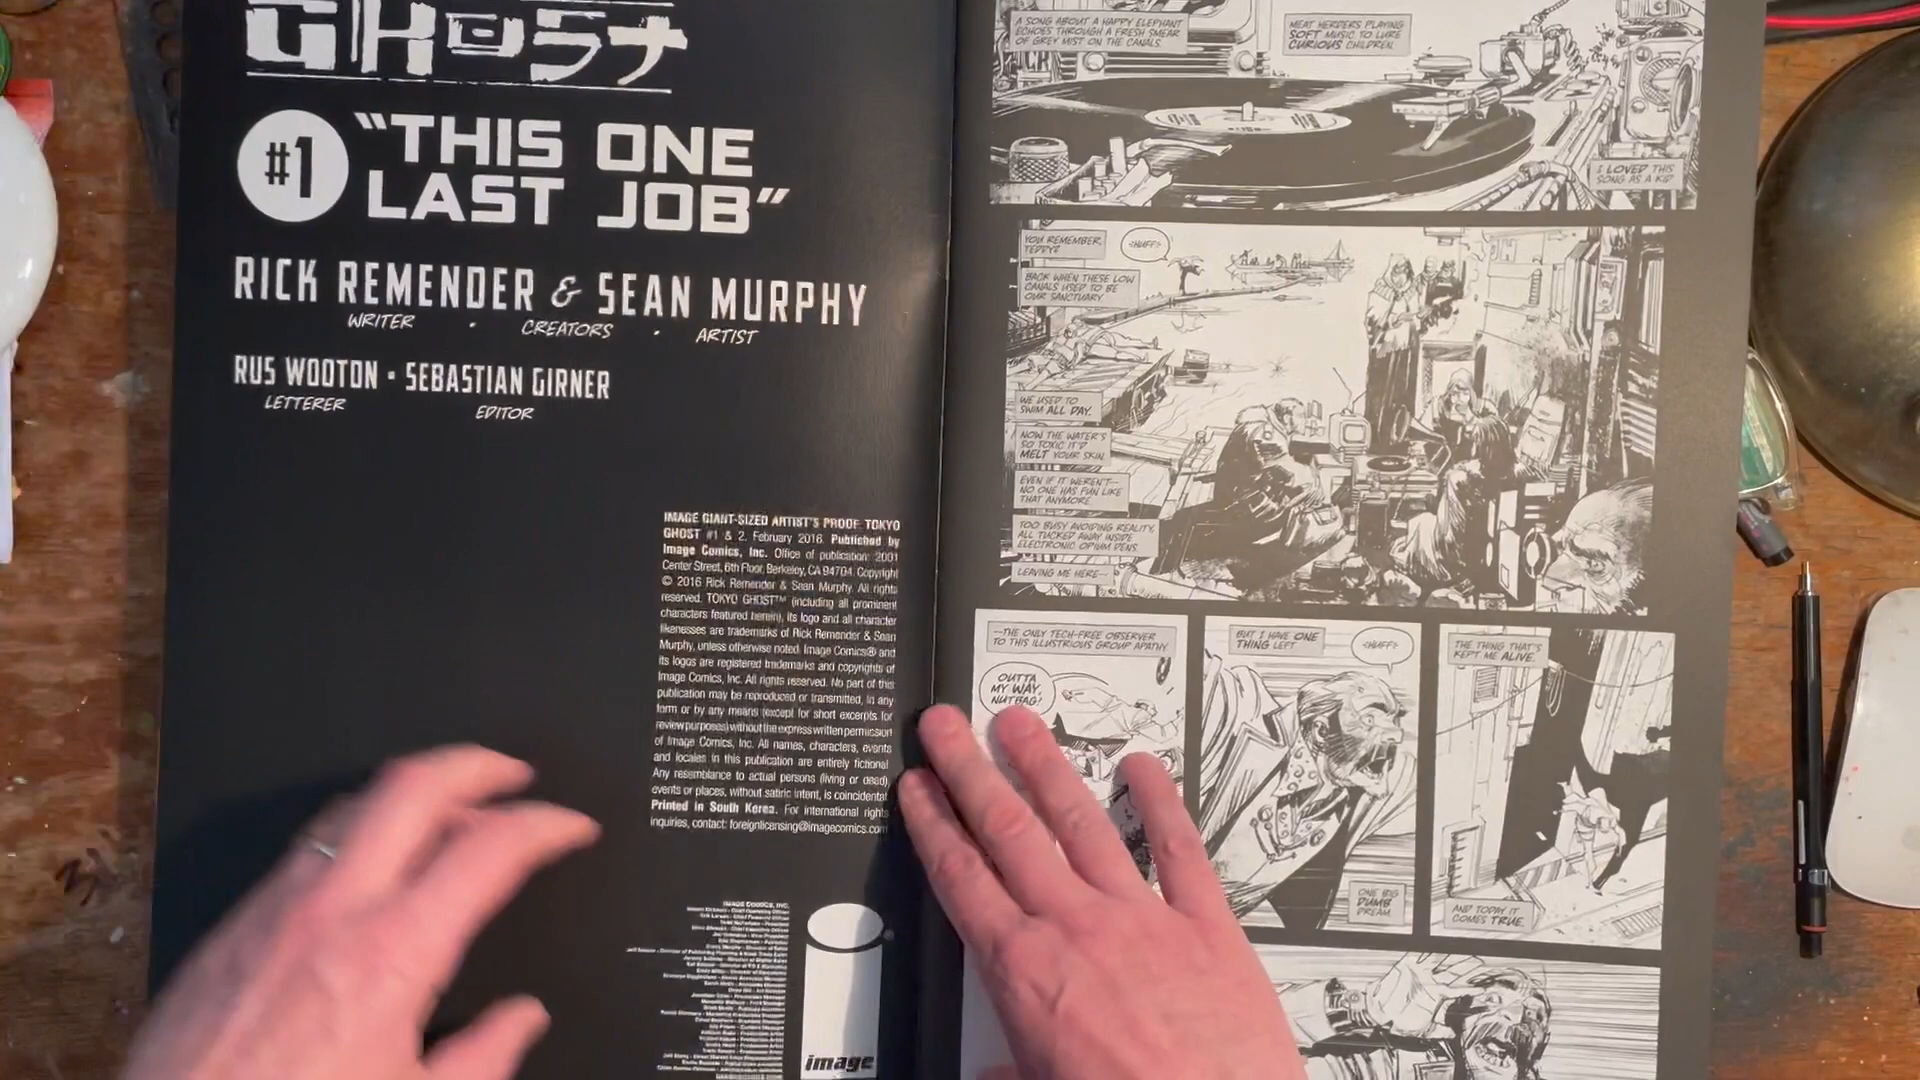 GHOST
#1
"THIS ONE
LAST JOB"
RICK REMENDER & SEAN MURPHY
WRITER • CREATORS • ARTIST
RUS WOOTON • SEBASTIAN GIRNER
LETTERER EDITOR
IMAGE GIANT-SIZED ARTIST'S PROOF TOKYO
GHOST #1 & 2. February 2016. Published by
Image Comics, Inc. Office of publication: 2001
Center Street, 6th Floor, Berkeley, CA 94704. Copyright
© 2016 Rick Remender & Sean Murphy. All rights
reserved. TOKYO GHOST™ (including all prominent
characters featured herein), its logo and all character
likenesses are trademarks of Rick Remender & Sean
Murphy, unless otherwise noted. Image Comics® and
its logos are registered trademarks and copyrights of
Image Comics, Inc. All rights reserved. No part of this
publication may be reproduced or transmitted, in any
form or by any means (except for short excerpts for
review purposes) without the express written permission
of Image Comics, Inc. All names, characters, events
and locales in this publication are entirely fictional.
Any resemblance to actual persons (living or dead),
events or places, without satiric intent, is coincidental.
Printed in South Korea. For international rights
inquiries, contact: foreignlicensing@imagecomics.com
IMAGE COMICS, INC.
image
A SONG ABOUT A HAPPY ELEPHANT
ECHOES THROUGH A FRESH SMEAR
OF GREY MIST ON THE CANALS.
MEAT HERDERS PLAYING
SOFT MUSIC TO LURE
CURIOUS CHILDREN.
I LOVED THIS
SONG AS A KID
YOU REMEMBER,
TEDDY?
<HUFF>
BACK WHEN THESE LOW
CANALS USED TO BE
OUR SANCTUARY
WE USED TO
SWIM ALL DAY.
NOW THE WATER'S
SO TOXIC IT'D
MELT YOUR SKIN.
EVEN IF IT WEREN'T--
NO ONE HAS FUN LIKE
THAT ANYMORE.
TOO BUSY AVOIDING REALITY,
ALL TUCKED AWAY INSIDE
ELECTRONIC OPIUM DENS.
LEAVING ME HERE--
--THE ONLY TECH-FREE OBSERVER
TO THIS ILLUSTRIOUS GROUP APATHY.
OUTTA
MY WAY,
NUTBAG!
BUT I HAVE ONE
THING LEFT
<HUFF>
ONE BIG
DUMB
DREAM.
THE THING THAT'S
KEPT ME ALIVE.
AND TODAY IT
COMES TRUE.